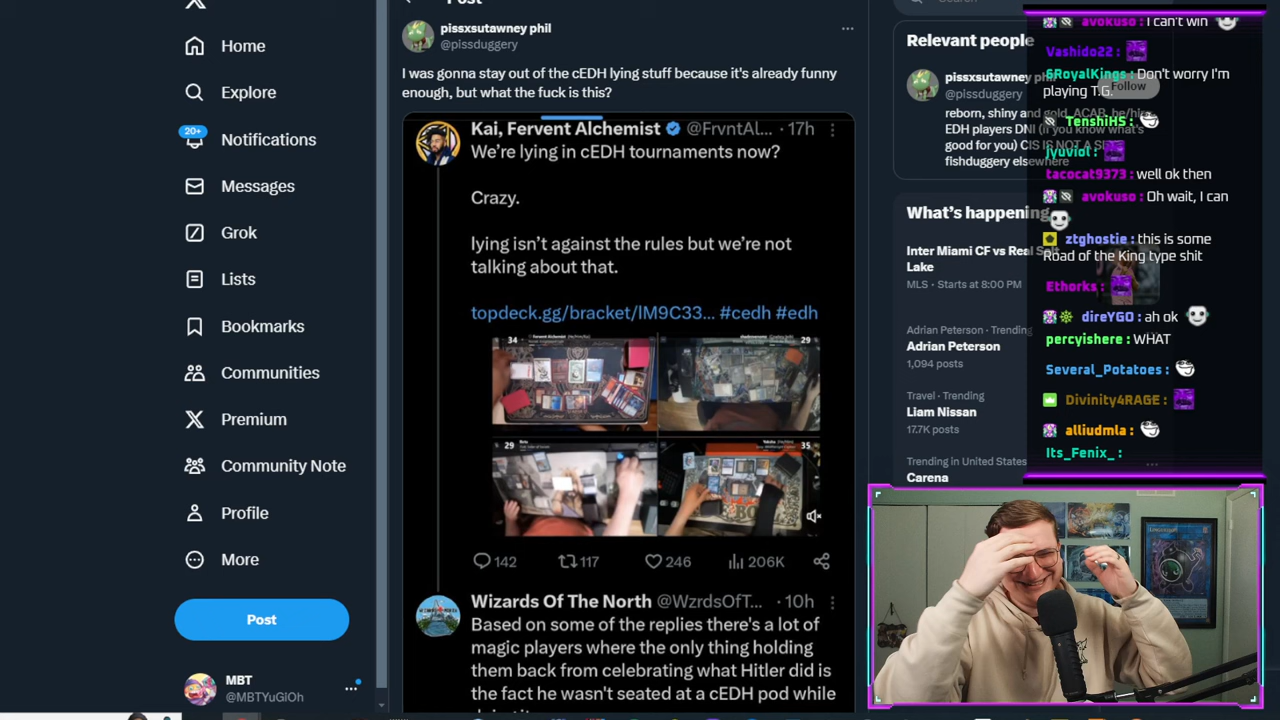 Post
Home
Explore
20+
Notifications
Messages
Grok
Lists
Bookmarks
Communities
Premium
Community Note
Profile
More
Post
MBT
@MBTYuGiOh
pissxsutawney phil
@pissduggery
I was gonna stay out of the cEDH lying stuff because it's already funny
enough, but what the fuck is this?
Kai, Fervent Alchemist @FrvntAl... · 17h
We're lying in cEDH tournaments now?
Crazy.
lying isn't against the rules but we're not
talking about that.
topdeck.gg/bracket/lM9C33... #cedh #edh
34
29
29
35
142
117
246
206K
Wizards Of The North @WzrdsOfT... · 10h
Based on some of the replies there's a lot of
magic players where the only thing holding
them back from celebrating what Hitler did is
the fact he wasn't seated at a cEDH pod while
Search
Relevant people
pissxsutawney phil
@pissduggery
Follow
reborn, shiny and gold. ACAB. he/him
EDH players DNI (if you know what's
good for you) CIS IS NOT A
fishduggery elsewhere
What's happening
Inter Miami CF vs Real Salt
Lake
MLS · Starts at 8:00 PM
Adrian Peterson · Trending
Adrian Peterson
1,094 posts
Travel · Trending
Liam Nissan
17.7K posts
Trending in United States
Carena
avokuso : I can't win
Vashido22 :
6RoyalKings : Don't worry I'm
playing T.G.
TenshiHS :
jyuviol :
tacocat9373 : well ok then
avokuso : Oh wait, I can
ztghostie : this is some
Road of the King type shit
Ethorks :
direYGO : ah ok
percyishere : WHAT
Several_Potatoes :
Divinity4RAGE :
alliudmla :
Its_Fenix_ :